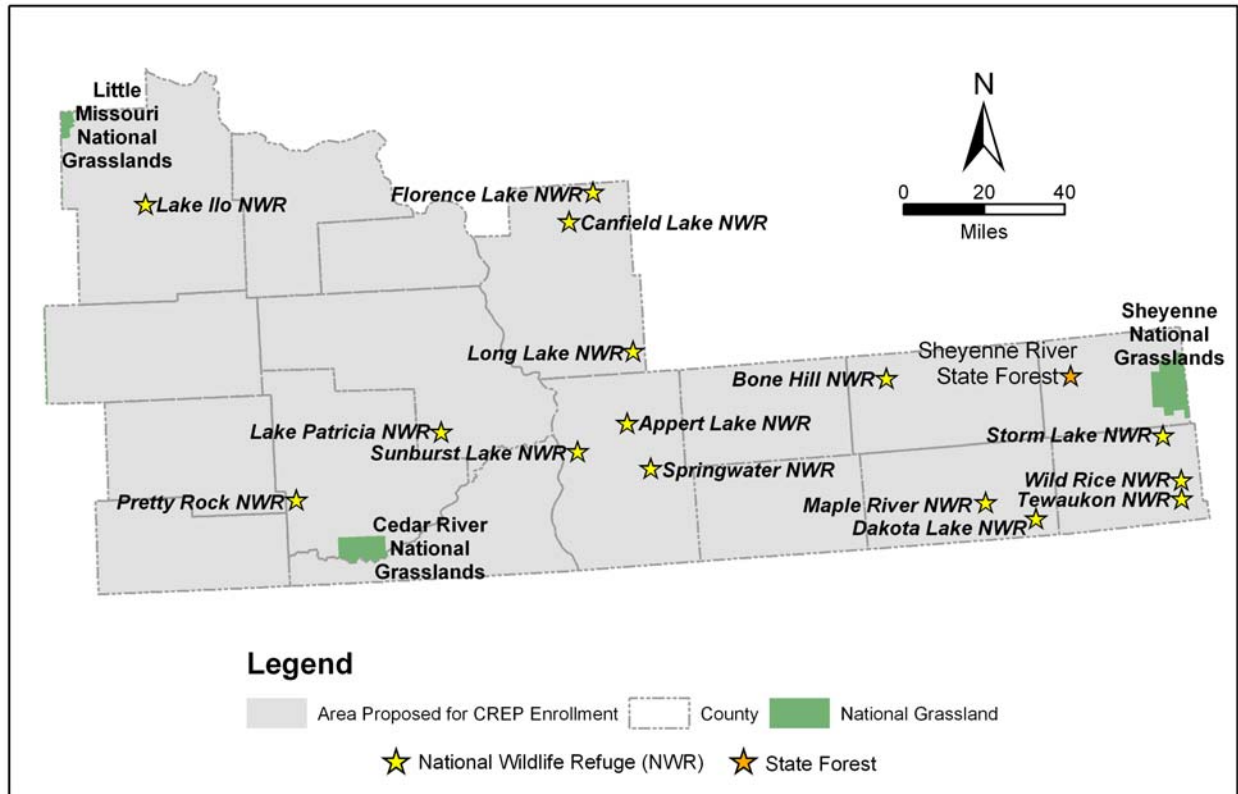 Little
Missouri
National
Grasslands
N
Florence Lake NWR
Lake Ilo NWR
0 20 40
Miles
Canfield Lake NWR
Sheyenne
National
Grasslands
Long Lake NWR
Sheyenne River
State Forest
Bone Hill NWR
Appert Lake NWR
Lake Patricia NWR
Storm Lake NWR
Sunburst Lake NWR
Springwater NWR
Wild Rice NWR
Pretty Rock NWR
Maple River NWR
Tewaukon NWR
Dakota Lake NWR
Cedar River
National
Grasslands
Legend
Area Proposed for CREP Enrollment County National Grassland
National Wildlife Refuge (NWR) State Forest